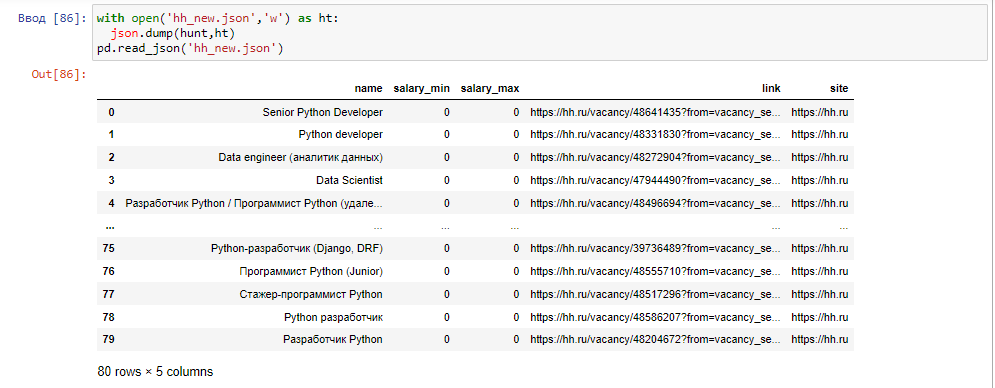 Ввод [86]: with open('hh_new.json','w') as ht:
json.dump(hunt,ht)
pd.read_json('hh_new.json')
Out[86]:
name salary_min salary_max link site
0 Senior Python Developer 0 0 https://hh.ru/vacancy/48641435?from=vacancy_se... https://hh.ru
1 Python developer 0 0 https://hh.ru/vacancy/48331830?from=vacancy_se... https://hh.ru
2 Data engineer (аналитик данных) 0 0 https://hh.ru/vacancy/48272904?from=vacancy_se... https://hh.ru
3 Data Scientist 0 0 https://hh.ru/vacancy/47944490?from=vacancy_se... https://hh.ru
4 Разработчик Python / Программист Python (удале... 0 0 https://hh.ru/vacancy/48496694?from=vacancy_se... https://hh.ru
... ... ... ... ... ...
75 Python-разработчик (Django, DRF) 0 0 https://hh.ru/vacancy/39736489?from=vacancy_se... https://hh.ru
76 Программист Python (Junior) 0 0 https://hh.ru/vacancy/48555710?from=vacancy_se... https://hh.ru
77 Стажер-программист Python 0 0 https://hh.ru/vacancy/48517296?from=vacancy_se... https://hh.ru
78 Python разработчик 0 0 https://hh.ru/vacancy/48586207?from=vacancy_se... https://hh.ru
79 Разработчик Python 0 0 https://hh.ru/vacancy/48204672?from=vacancy_se... https://hh.ru
80 rows × 5 columns